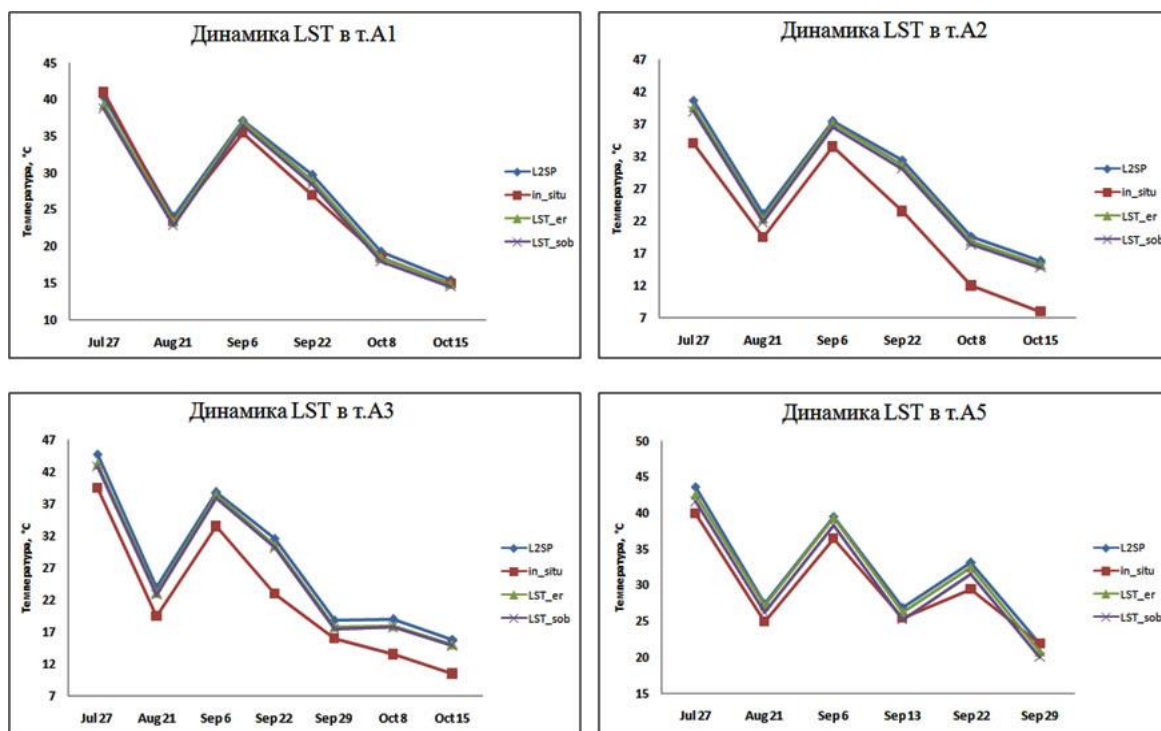 Динамика LST в т.А1
45
40
35
30
25
20
15
10
Температура, °C
Jul 27 Aug 21 Sep 6 Sep 22 Oct 8 Oct 15
L2SP
in_situ
LST_er
LST_sob
Динамика LST в т.А2
47
42
37
32
27
22
17
12
7
Температура, °C
Jul 27 Aug 21 Sep 6 Sep 22 Oct 8 Oct 15
L2SP
in_situ
LST_er
LST_sob
Динамика LST в т.А3
47
42
37
32
27
22
17
12
7
Температура, °C
Jul 27 Aug 21 Sep 6 Sep 22 Sep 29 Oct 8 Oct 15
L2SP
in_situ
LST_er
LST_sob
Динамика LST в т.А5
50
45
40
35
30
25
20
15
Температура, °C
Jul 27 Aug 21 Sep 6 Sep 13 Sep 22 Sep 29
L2SP
in_situ
LST_er
LST_sob